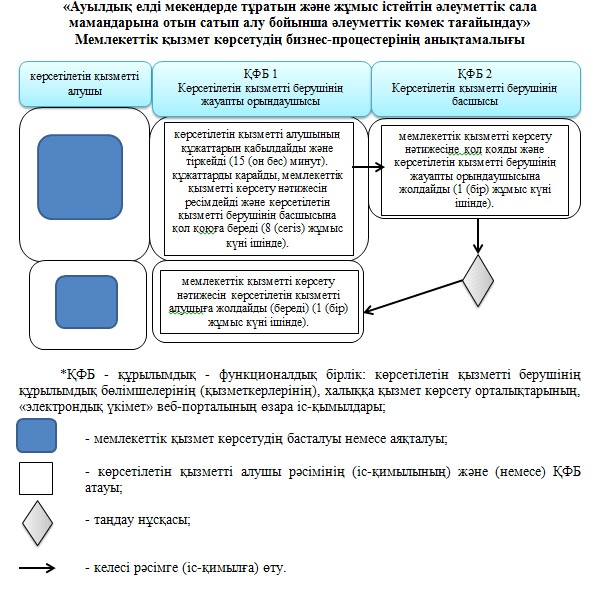 «Ауылдық елді мекендерде тұратын және жұмыс істейтін әлеуметтік сала
мамандарына отын сатып алу бойынша әлеуметтік көмек тағайындау»
Мемлекеттік қызмет көрсетудің бизнес-процестерінің анықтамалығы
көрсетілетін қызметті
алушы
ҚФБ 1
Көрсетілетін қызметті берушінің
жауапты орындаушысы
ҚФБ 2
Көрсетілетін қызметті берушінің
басшысы
көрсетілетін қызметті алушының
құжаттарын қабылдайды және
тіркейді (15 (он бес) минут).
құжаттарды қарайды, мемлекеттік
қызметті көрсету нәтижесін
ресімдейді және көрсетілетін
қызметті берушінің басшысына
қол қоюға береді (8 (сегіз) жұмыс
күні ішінде).
мемлекеттік қызметті көрсету
нәтижесіне қол қояды және
көрсетілетін қызметті берушінің
жауапты орындаушысына
жолдайды (1 (бір) жұмыс күні
ішінде).
мемлекеттік қызметті көрсету
нәтижесін көрсетілетін қызметті
алушыға жолдайды (береді) (1 (бір)
жұмыс күні ішінде).
*ҚФБ - құрылымдық - функционалдық бірлік: көрсетілетін қызметті берушінің
құрылымдық бөлімшелерінің (қызметкерлерінің), халыққа қызмет көрсету орталықтарының,
«электрондық үкімет» веб-порталының өзара іс-қымылдары;
- мемлекеттік қызмет көрсетудің басталуы немесе аяқталуы;
- көрсетілетін қызметті алушы рәсімінің (іс-қимылының) және (немесе) ҚФБ
атауы;
- таңдау нұсқасы;
- келесі рәсімге (іс-қимылға) өту.